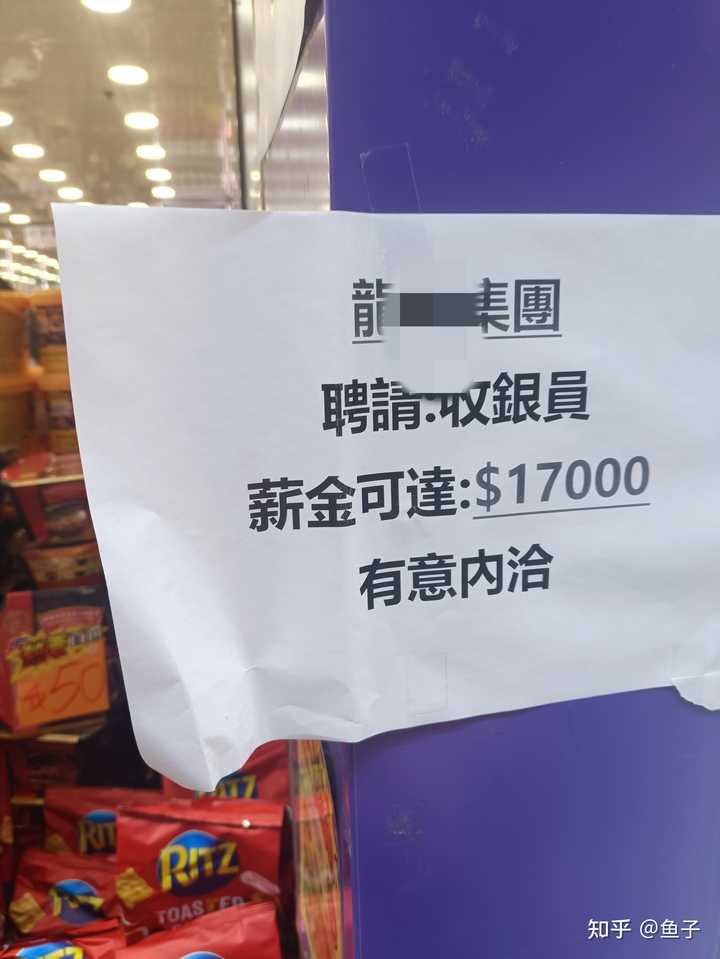 龍 集團
聘請:收銀員
薪金可達:$17000
有意內洽
50
RITZ
RITZ
TOASTED
知乎 @鱼子